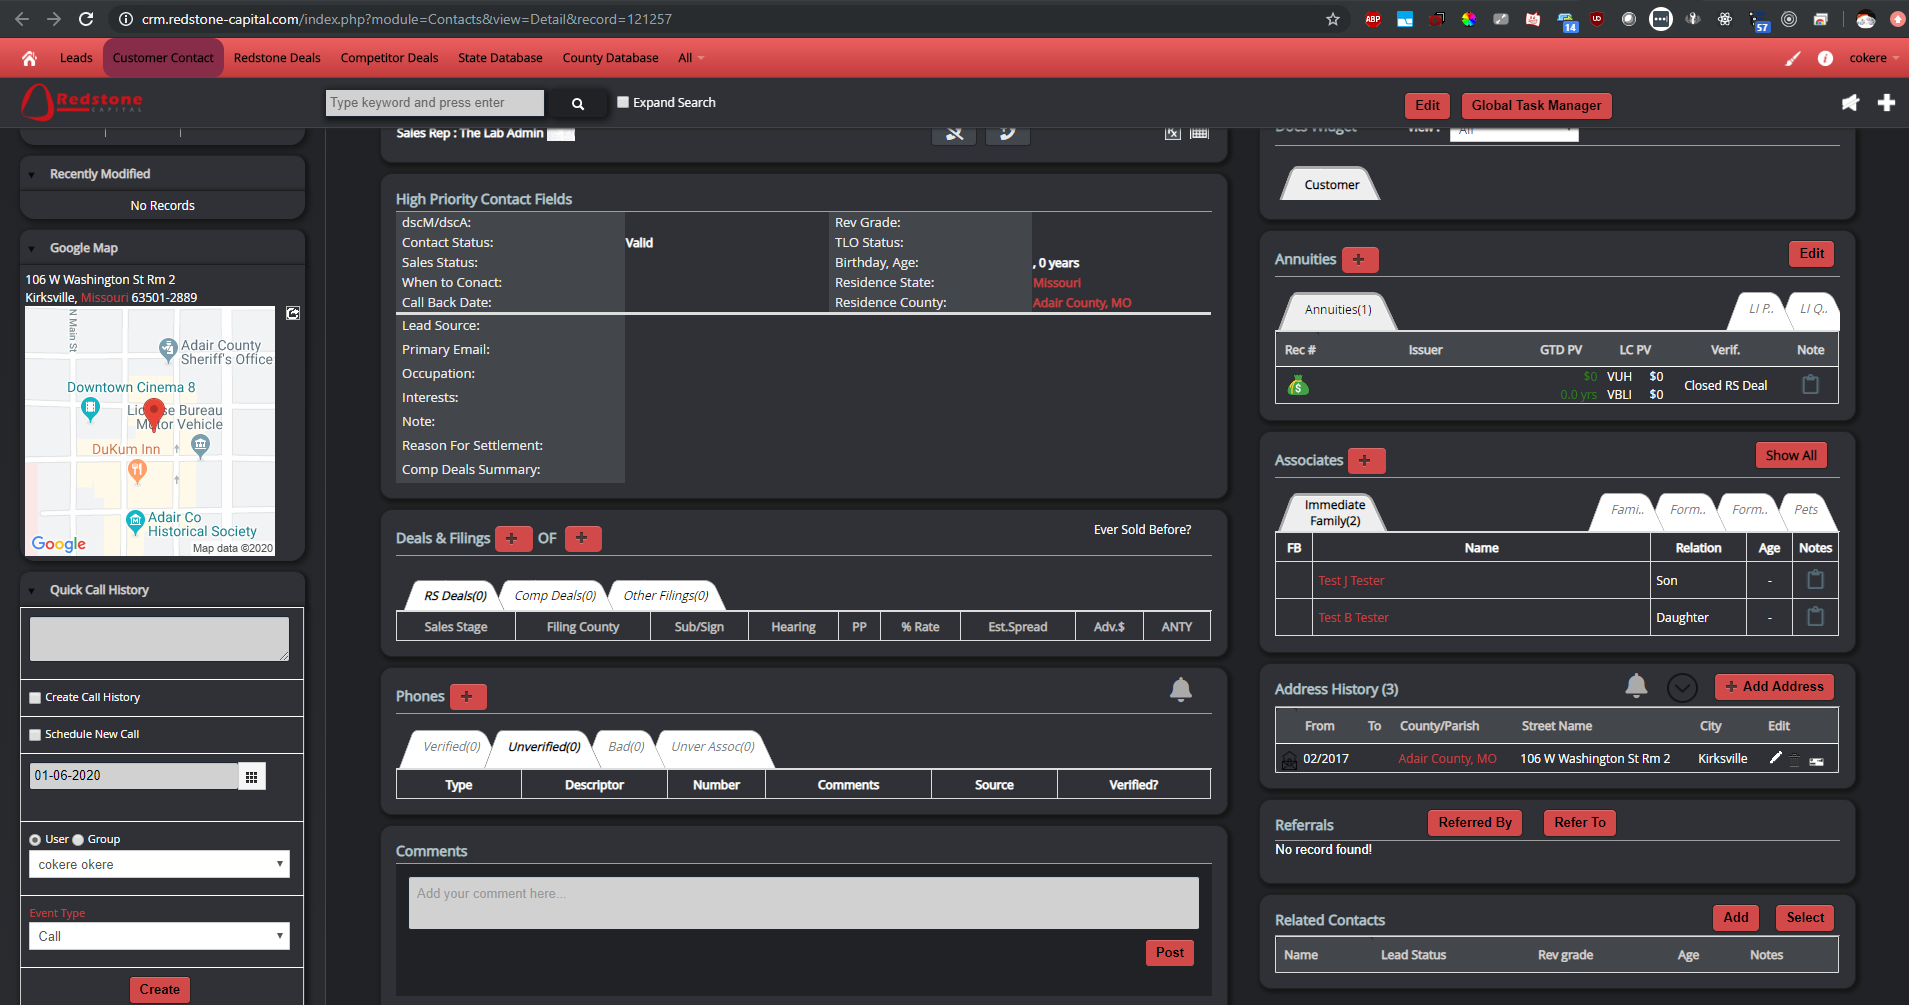 crm.redstone-capital.com/index.php?module=Contacts&view=Detail&record=121257
ABP
14
57
Leads
Customer Contact
Redstone Deals
Competitor Deals
State Database
County Database
All
cokere
Redstone
CAPITAL
Type keyword and press enter
Expand Search
Edit
Global Task Manager
Recently Modified
No Records
Google Map
106 W Washington St Rm 2
Kirksville, Missouri 63501-2889
N Main St
Adair County
Sheriff's Office
Downtown Cinema 8
Bureau
Motor Vehicle
DuKum Inn
Adair Co
Historical Society
Google
Map data ©2020
Quick Call History
Create Call History
Schedule New Call
01-06-2020
User Group
cokere okere
Event Type
Call
Create
Sales Rep : The Lab Admin
High Priority Contact Fields
dscM/dscA: Rev Grade:
Contact Status: Valid TLO Status:
Sales Status: Birthday, Age: , 0 years
When to Conact: Residence State: Missouri
Call Back Date: Residence County: Adair County, MO
Lead Source:
Primary Email:
Occupation:
Interests:
Note:
Reason For Settlement:
Comp Deals Summary:
Deals & Filings + OF +
Ever Sold Before?
RS Deals(0) Comp Deals(0) Other Filings(0)
Sales Stage Filing County Sub/Sign Hearing PP % Rate Est.Spread Adv.$ ANTY
Phones +
Verified(0) Unverified(0) Bad(0) Unver Assoc(0)
Type Descriptor Number Comments Source Verified?
Comments
Add your comment here...
Post
Docs Widget View : All
Customer
Annuities + Edit
Annuities(1) LI P.. LI Q..
Rec # Issuer GTD PV LC PV Verif. Note
$0 VUH $0
0.0 yrs VBLI $0
Closed RS Deal
Associates + Show All
Immediate
Family(2)
Fami.. Form.. Form.. Pets
FB Name Relation Age Notes
Test J Tester Son -
Test B Tester Daughter -
Address History (3) + Add Address
From To County/Parish Street Name City Edit
02/2017 Adair County, MO 106 W Washington St Rm 2 Kirksville
Referrals Referred By Refer To
No record found!
Related Contacts Add Select
Name Lead Status Rev grade Age Notes